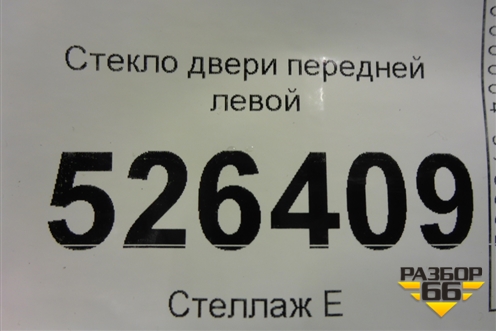 Стекло двери передней
левой
526409
Стеллаж Е
РАЗБОР
66